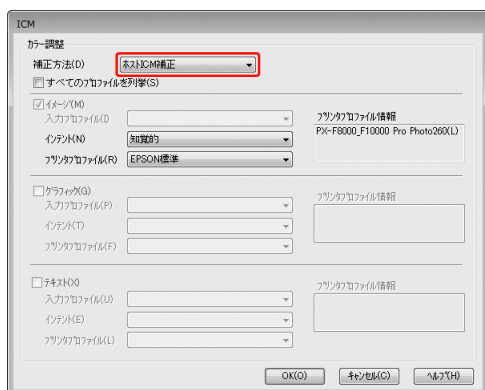 ICM
カラー調整
補正方法(D) ホストICM補正
すべてのプロファイルを列挙(S)
イメージ(M)
入力プロファイル(I)
プリンタプロファイル情報
インテント(N) 知覚的
PX-F8000_F10000 Pro Photo260(L)
プリンタプロファイル(R) EPSON標準
グラフィック(G)
プリンタプロファイル情報
入力プロファイル(P)
インテント(T)
プリンタプロファイル(F)
テキスト(X)
プリンタプロファイル情報
入力プロファイル(U)
インテント(E)
プリンタプロファイル(L)
OK(O) キャンセル(C) ヘルプ(H)